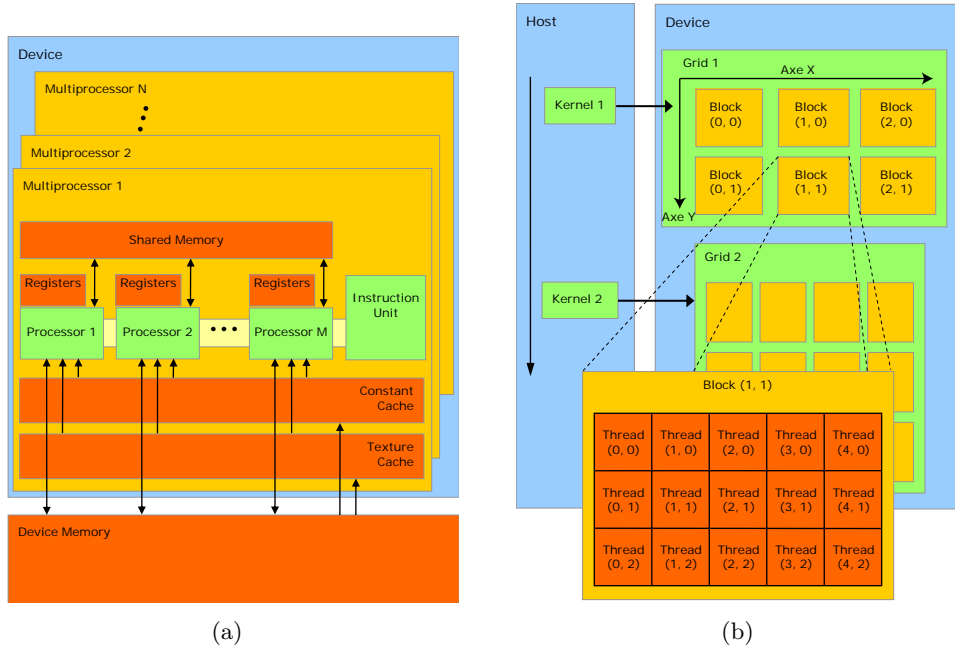 Device
Multiprocessor N
Multiprocessor 2
Multiprocessor 1
Shared Memory
Registers
Registers
Registers
Instruction
Unit
Processor 1
Processor 2
Processor M
Constant
Cache
Texture
Cache
Device Memory
(a)
Host
Device
Grid 1
Axe X
Kernel 1
Block
(0, 0)
Block
(1, 0)
Block
(2, 0)
Block
(0, 1)
Block
(1, 1)
Block
(2, 1)
Axe Y
Grid 2
Kernel 2
Block (1, 1)
Thread
(0, 0)
Thread
(1, 0)
Thread
(2, 0)
Thread
(3, 0)
Thread
(4, 0)
Thread
(0, 1)
Thread
(1, 1)
Thread
(2, 1)
Thread
(3, 1)
Thread
(4, 1)
Thread
(0, 2)
Thread
(1, 2)
Thread
(2, 2)
Thread
(3, 2)
Thread
(4, 2)
(b)